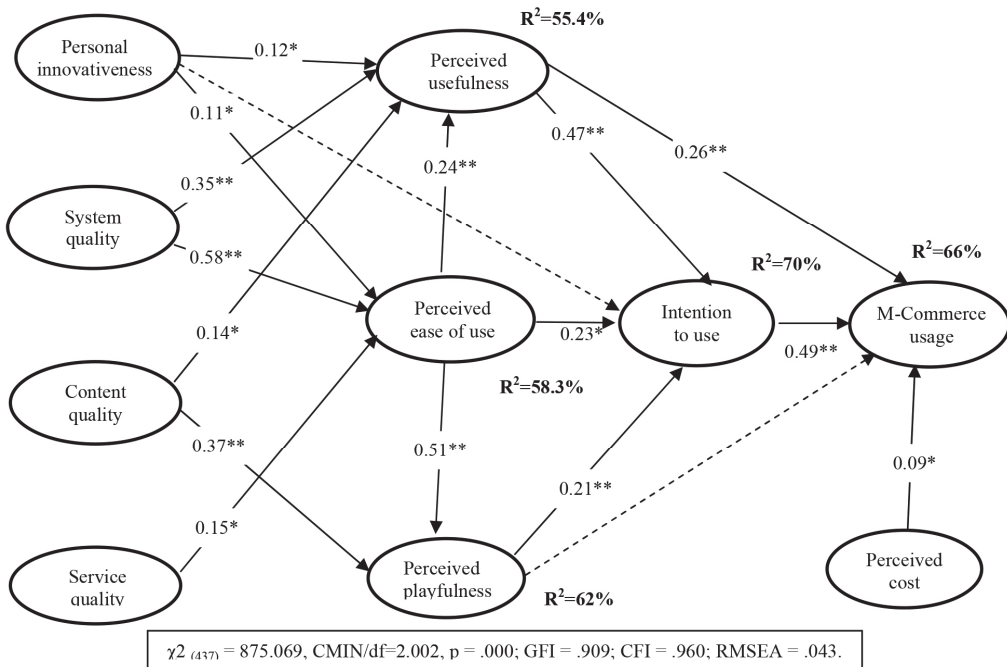 R²=55.4%
Personal
innovativeness
0.12*
Perceived
usefulness
0.11*
0.47**
0.26**
0.24**
0.35**
System
quality
0.58**
R²=70%
R²=66%
Perceived
ease of use
0.23*
Intention
to use
0.49**
M-Commerce
usage
0.14*
R²=58.3%
Content
quality
0.37**
0.51**
0.21**
0.09*
0.15*
Service
quality
Perceived
playfulness
R²=62%
Perceived
cost
χ2 (437) = 875.069, CMIN/df=2.002, p = .000; GFI = .909; CFI = .960; RMSEA = .043.